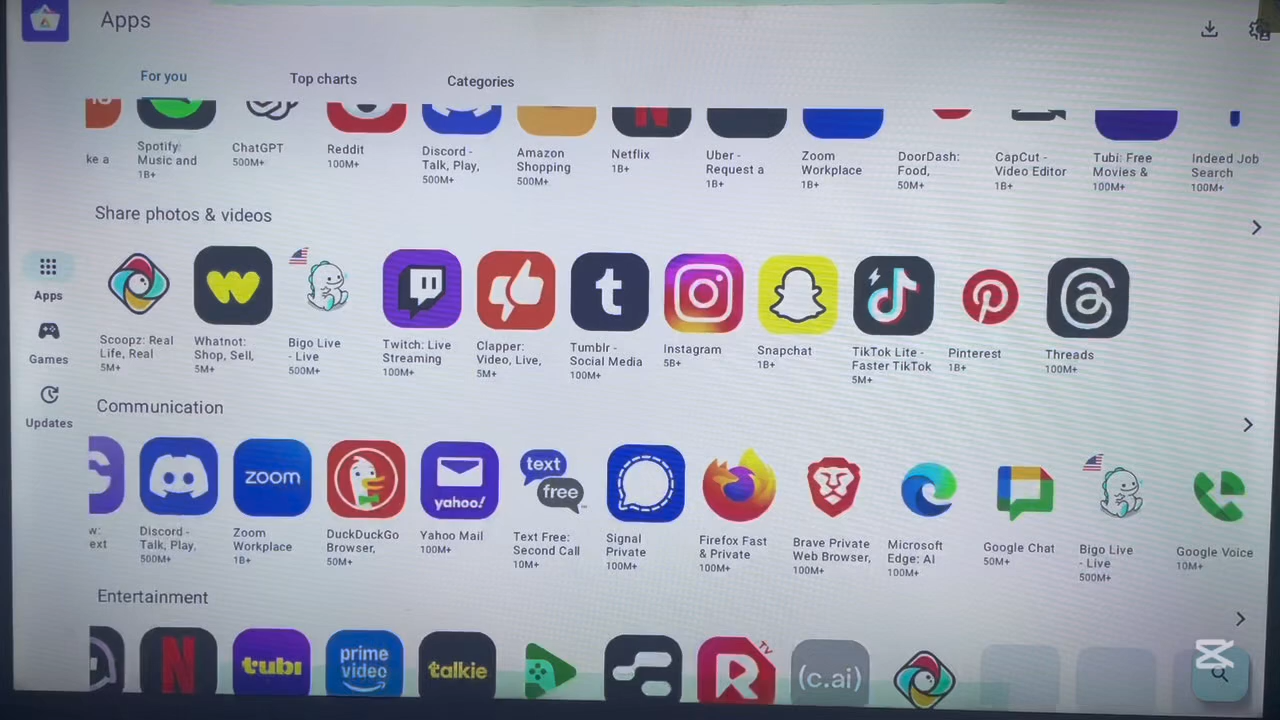 Apps
For you
Top charts
Categories
ke a
Spotify:
Music and
1B+
ChatGPT
500M+
Reddit
100M+
Discord -
Talk, Play,
500M+
Amazon
Shopping
500M+
Netflix
1B+
Uber -
Request a
1B+
Zoom
Workplace
1B+
DoorDash:
Food,
50M+
CapCut -
Video Editor
1B+
Tubi: Free
Movies &
100M+
Indeed Job
Search
100M+
Share photos & videos
Scoopz: Real
Life, Real
5M+
Whatnot:
Shop, Sell,
5M+
Bigo Live
- Live
500M+
Twitch: Live
Streaming
100M+
Clapper:
Video, Live,
5M+
t
Tumblr -
Social Media
100M+
Instagram
5B+
Snapchat
1B+
TikTok Lite -
Faster TikTok
5M+
Pinterest
1B+
Threads
100M+
Apps
Games
Updates
Communication
w:
ext
Discord -
Talk, Play,
500M+
zoom
Zoom
Workplace
1B+
DuckDuckGo
Browser,
50M+
yahoo!
Yahoo Mail
100M+
text
free
Text Free:
Second Call
10M+
Signal
Private
100M+
Firefox Fast
& Private
100M+
Brave Private
Web Browser,
100M+
Microsoft
Edge: AI
100M+
Google Chat
50M+
Bigo Live
- Live
500M+
Google Voice
10M+
Entertainment
N
tubi
prime
video
talkie
R
TV
(c.ai)